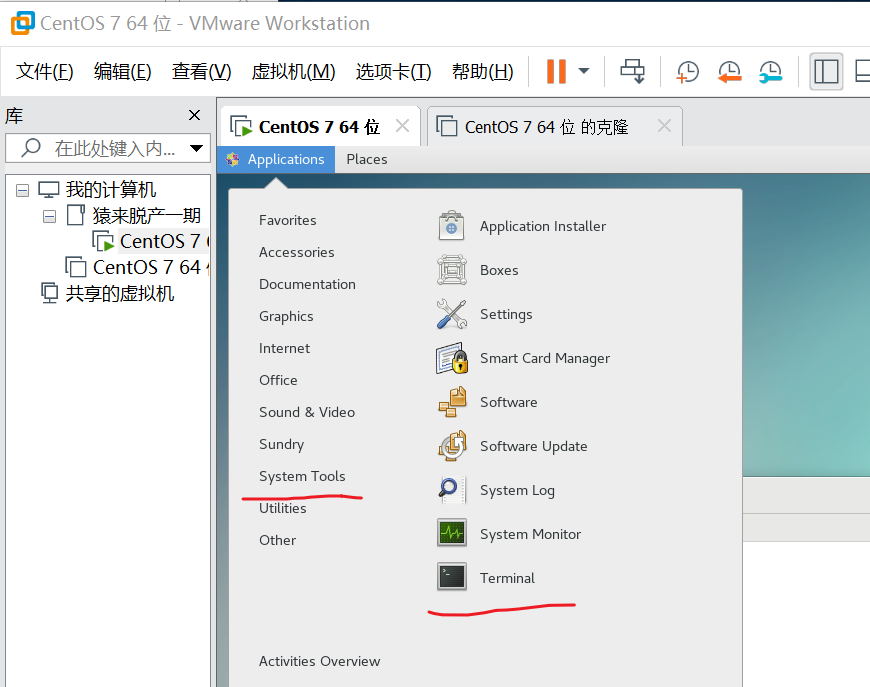 CentOS 7 64 位 - VMware Workstation
文件(F) 编辑(E) 查看(V) 虚拟机(M) 选项卡(T) 帮助(H)
库
在此处键入内...
我的计算机
猿来脱产一期
CentOS 7
CentOS 7 64
共享的虚拟机
CentOS 7 64 位
CentOS 7 64 位 的克隆
Applications Places
Favorites
Accessories
Documentation
Graphics
Internet
Office
Sound & Video
Sundry
System Tools
Utilities
Other
Activities Overview
Application Installer
Boxes
Settings
Smart Card Manager
Software
Software Update
System Log
System Monitor
Terminal